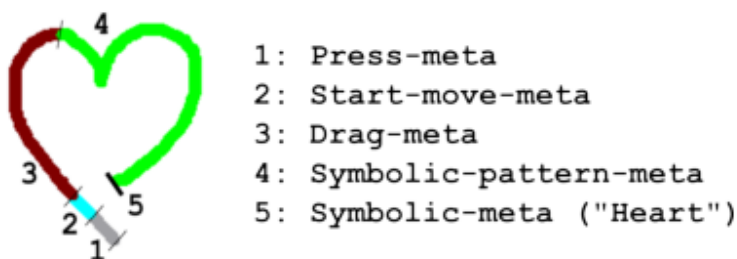 4
1: Press-meta
2: Start-move-meta
3: Drag-meta
3
4: Symbolic-pattern-meta
5
5: Symbolic-meta ("Heart")
2
1